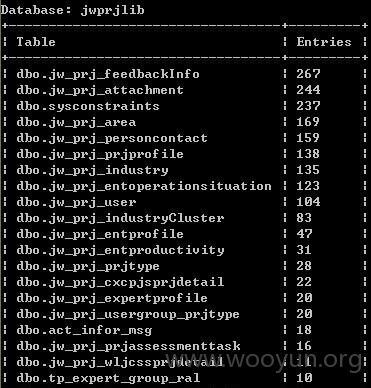 Database: jwprjlib
Table Entries
dbo.jw_prj_feedbackInfo 267
dbo.jw_prj_attachment 244
dbo.sysconstraints 237
dbo.jw_prj_area 169
dbo.jw_prj_personcontact 159
dbo.jw_prj_prjprofile 138
dbo.jw_prj_industry 135
dbo.jw_prj_entoperationsituation 123
dbo.jw_prj_user 104
dbo.jw_prj_industryCluster 83
dbo.jw_prj_entprofile 47
dbo.jw_prj_entproductivity 31
dbo.jw_prj_prjtype 28
dbo.jw_prj_cxcpjsprjdetail 22
dbo.jw_prj_expertprofile 20
dbo.jw_prj_usergroup_prjtype 20
dbo.act_infor_msg 18
dbo.jw_prj_prjassessmenttask 16
dbo.jw_prj_wljcssprjdetail 11
dbo.tp_expert_group_ral 10
www.wooyun.org